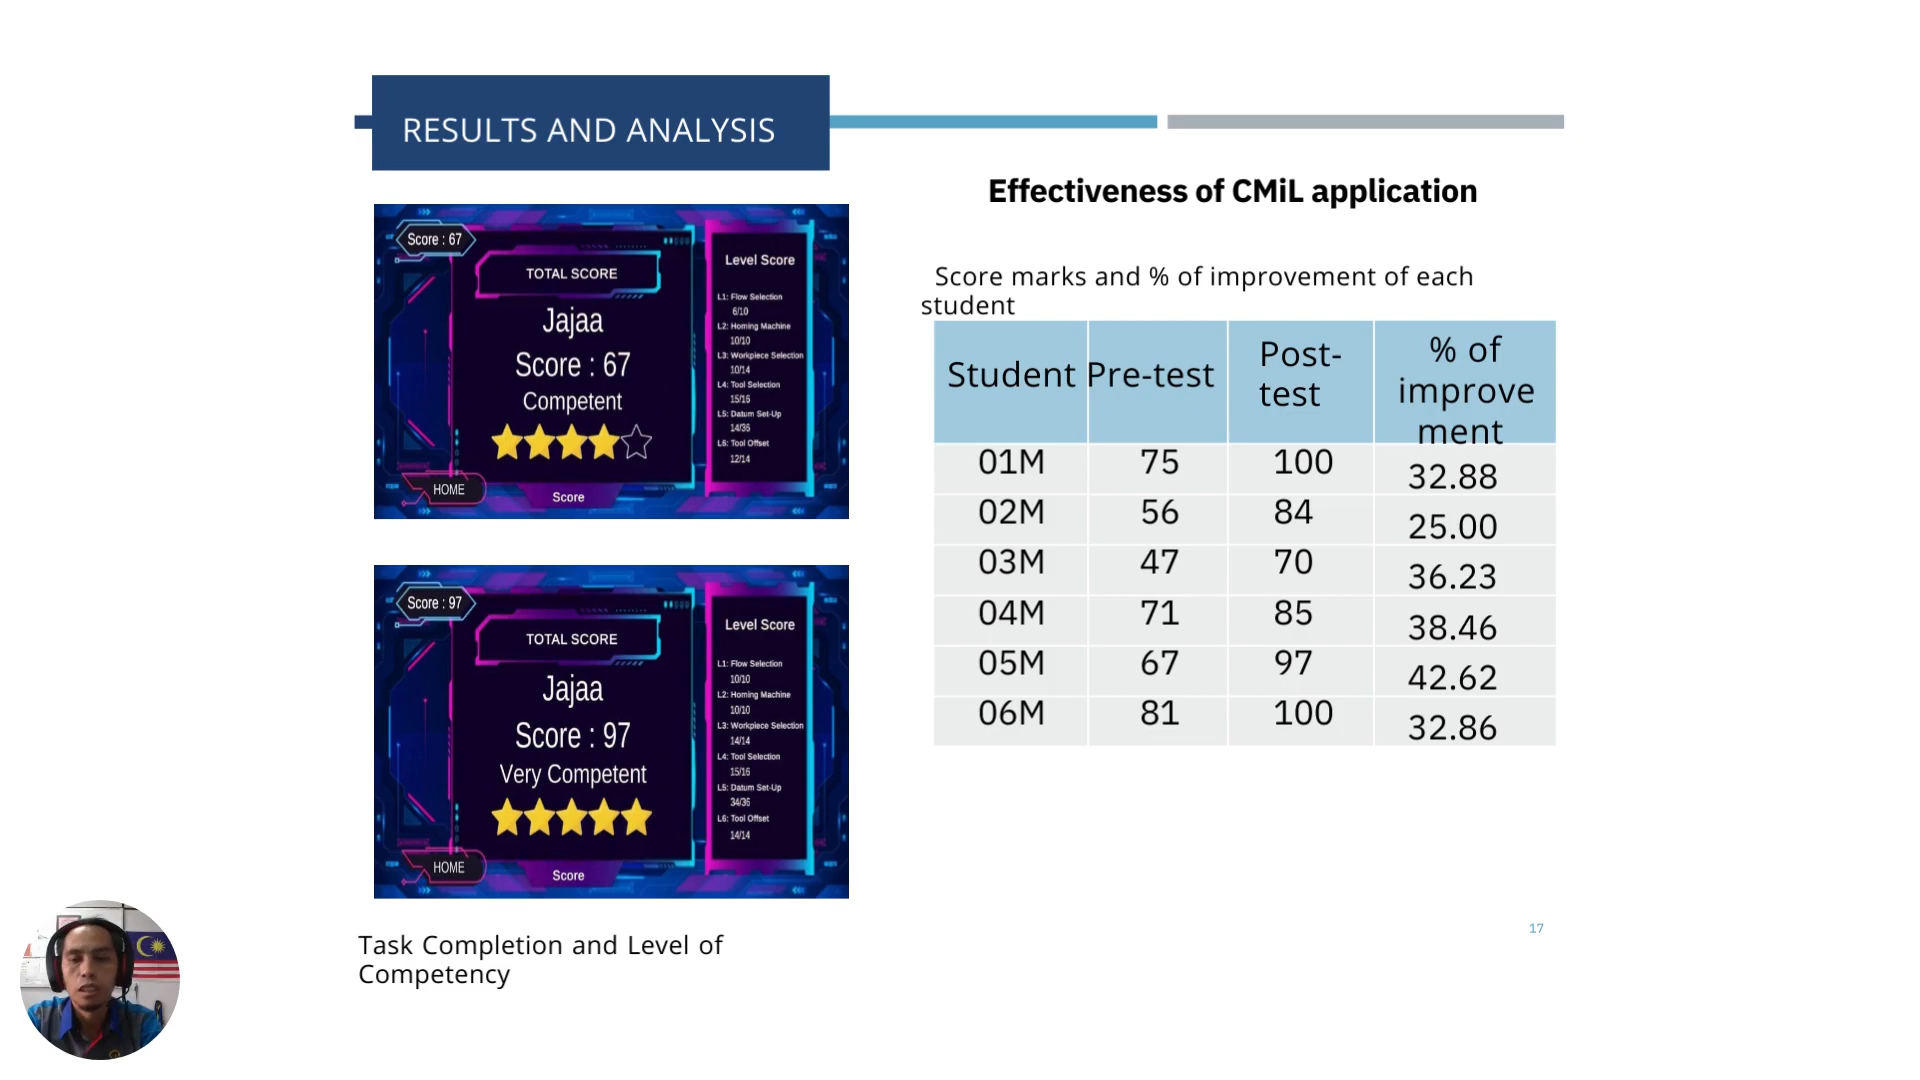 RESULTS AND ANALYSIS
Score : 67
TOTAL SCORE
Jajaa
Score : 67
Competent
HOME
Score
Level Score
L1: Flow Selection
6/10
L2: Homing Machine
10/10
L3: Workpiece Selection
10/14
L4: Tool Selection
15/16
L5: Datum Set-Up
14/36
L6: Tool Offset
12/14
Score : 97
TOTAL SCORE
Jajaa
Score : 97
Very Competent
HOME
Score
Level Score
L1: Flow Selection
10/10
L2: Homing Machine
10/10
L3: Workpiece Selection
14/14
L4: Tool Selection
15/16
L5: Datum Set-Up
34/36
L6: Tool Offset
14/14
Task Completion and Level of
Competency
Effectiveness of CMiL application
Score marks and % of improvement of each
student
Student Pre-test Post-test % of improvement
01M 75 100 32.88
02M 56 84 25.00
03M 47 70 36.23
04M 71 85 38.46
05M 67 97 42.62
06M 81 100 32.86
17